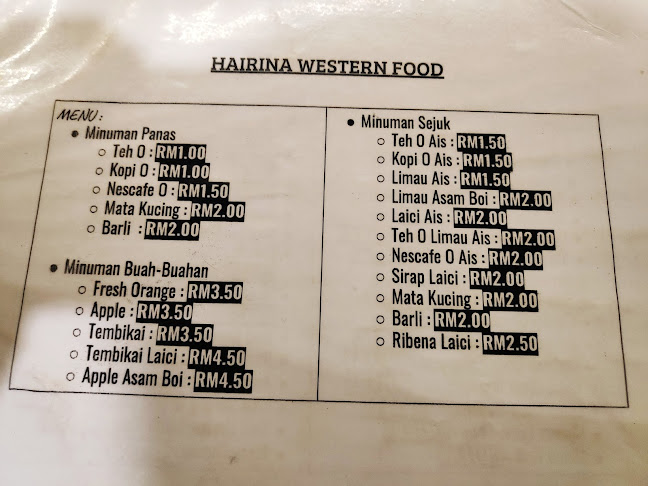 HAIRINA WESTERN FOOD
MENU:
• Minuman Panas
○ Teh O : RM1.00
○ Kopi O : RM1.00
○ Nescafe O : RM1.50
○ Mata Kucing : RM2.00
○ Barli : RM2.00
• Minuman Buah-Buahan
○ Fresh Orange : RM3.50
○ Apple : RM3.50
○ Tembikai : RM3.50
○ Tembikai Laici : RM4.50
○ Apple Asam Boi : RM4.50
• Minuman Sejuk
○ Teh O Ais : RM1.50
○ Kopi O Ais : RM1.50
○ Limau Ais : RM1.50
○ Limau Asam Boi : RM2.00
○ Laici Ais : RM2.00
○ Teh O Limau Ais : RM2.00
○ Nescafe O Ais : RM2.00
○ Sirap Laici : RM2.00
○ Mata Kucing : RM2.00
○ Barli : RM2.00
○ Ribena Laici : RM2.50